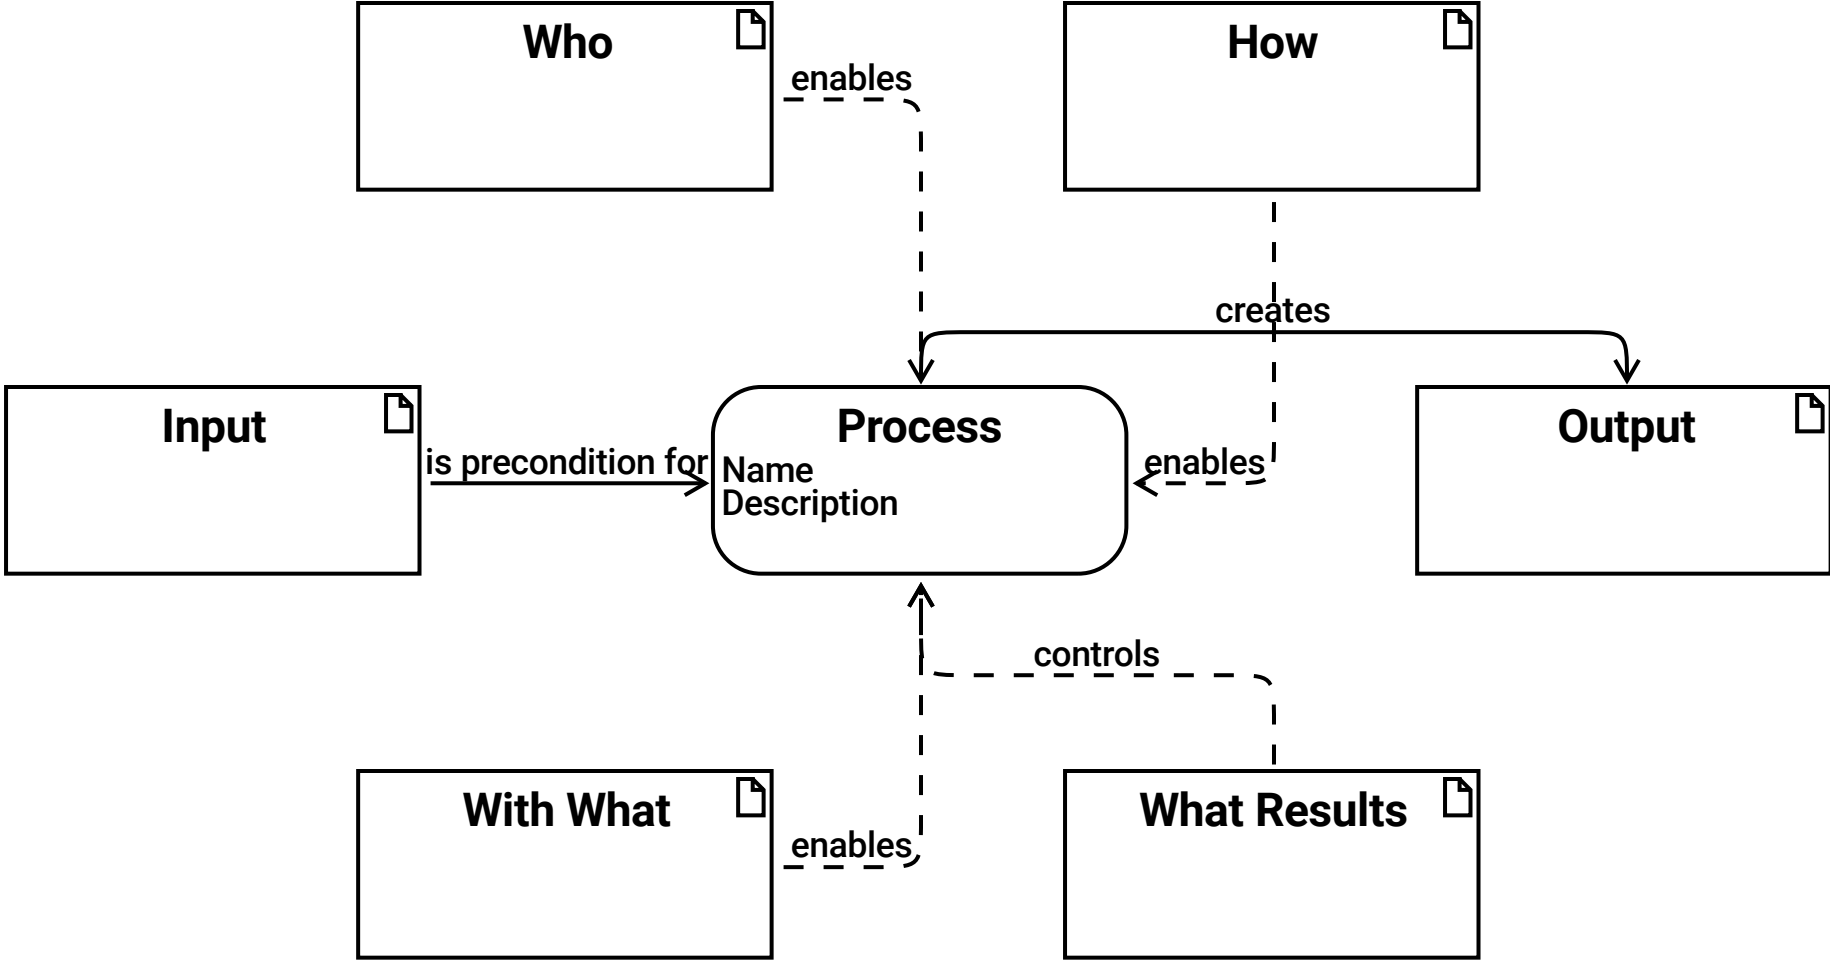 Who
How
enables
creates
Input
Process
Output
is precondition for
Name
Description
enables
controls
With What
What Results
enables